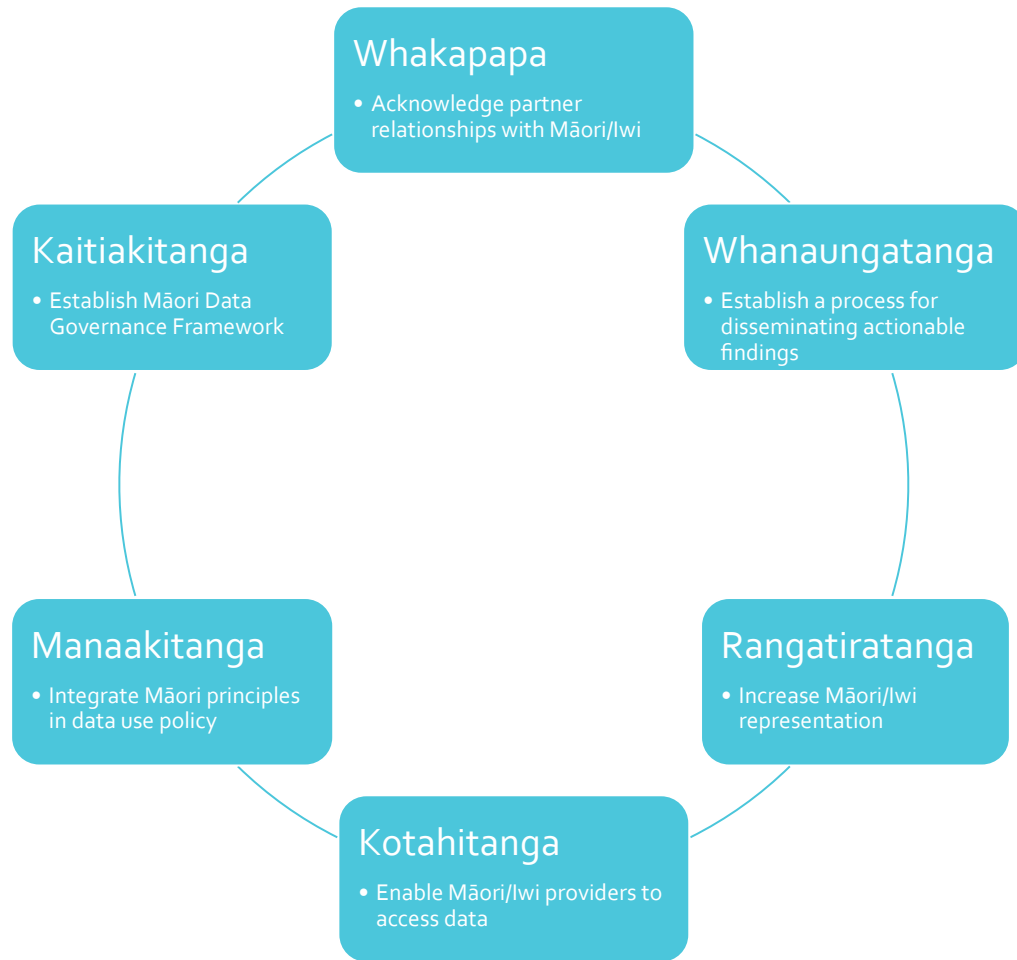 Whakapapa
• Acknowledge partner
relationships with Māori/Iwi
Whanaungatanga
• Establish a process for
disseminating actionable
findings
Rangatiratanga
• Increase Māori/Iwi
representation
Kotahitanga
• Enable Māori/Iwi providers to
access data
Manaakitanga
• Integrate Māori principles
in data use policy
Kaitiakitanga
• Establish Māori Data
Governance Framework